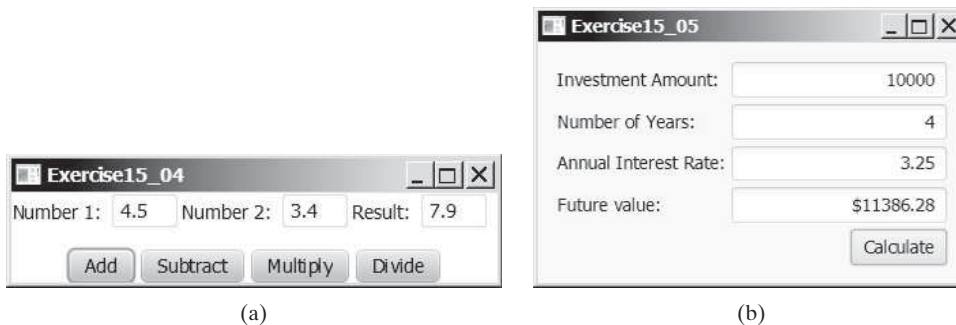 Exercise15_04
Number 1: 4.5 Number 2: 3.4 Result: 7.9
Add Subtract Multiply Divide
(a)
Exercise15_05
Investment Amount: 10000
Number of Years: 4
Annual Interest Rate: 3.25
Future value: $11386.28
Calculate
(b)